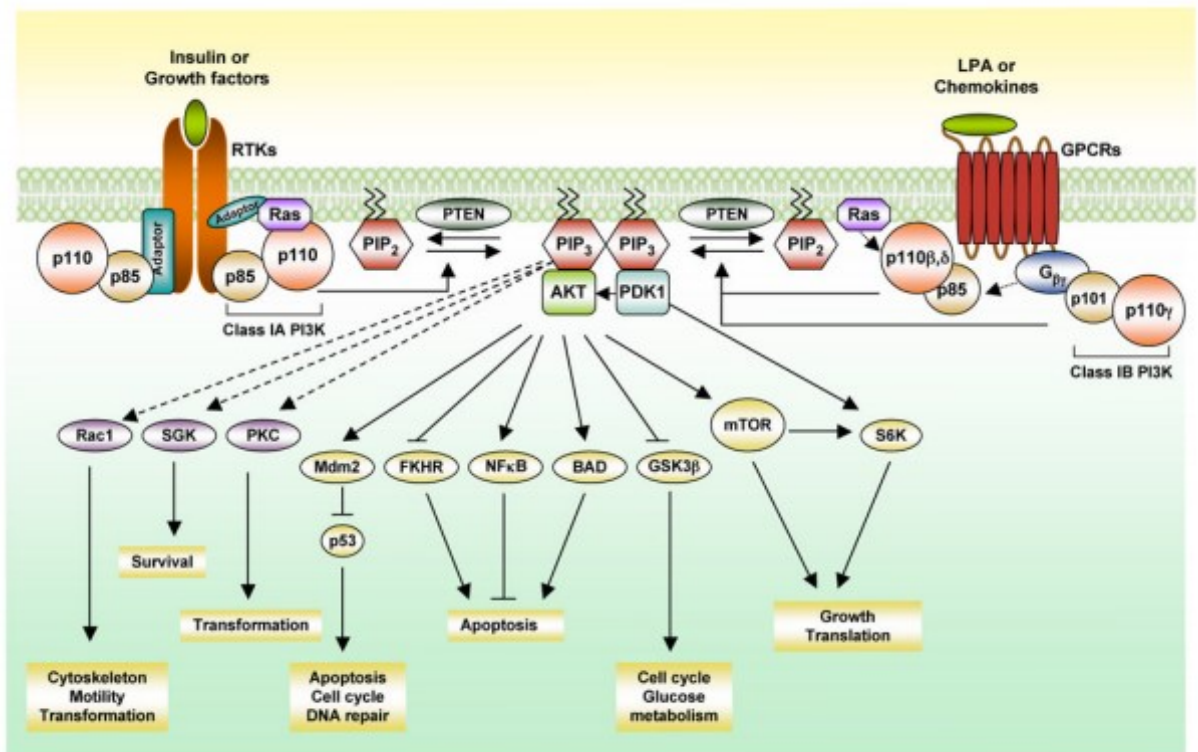 Insulin or
Growth factors
LPA or
Chemokines
RTKs
GPCRs
Adaptor
Ras
PTEN
PTEN
Ras
p110
p85
Adaptor
p85
p110
PIP2
PIP3
PIP3
PIP2
p110β,δ
p85
Gβγ
p101
p110γ
AKT
PDK1
Class IA PI3K
Class IB PI3K
Rac1
SGK
PKC
mTOR
S6K
Mdm2
FKHR
NFκB
BAD
GSK3β
p53
Survival
Transformation
Apoptosis
Growth
Translation
Cytoskeleton
Motility
Transformation
Apoptosis
Cell cycle
DNA repair
Cell cycle
Glucose
metabolism